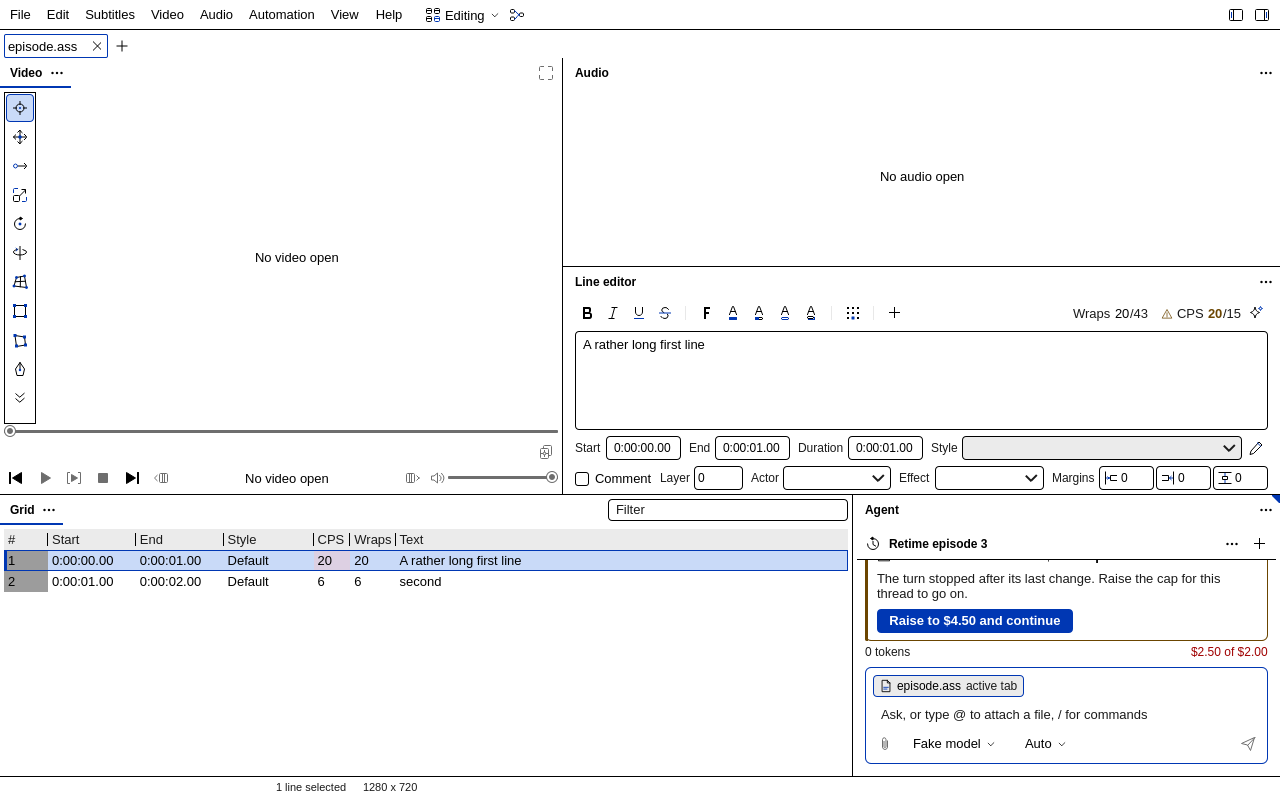 File Edit Subtitles Video Audio Automation View Help Editing
episode.ass
Video
Audio
No video open
No audio open
Line editor
B I U S F A A A A Wraps 20/43 CPS 20/15
A rather long first line
Start 0:00:00.00 End 0:00:01.00 Duration 0:00:01.00 Style
No video open
Comment Layer 0 Actor Effect Margins 0 0 0
Grid
Filter
# Start End Style CPS Wraps Text
1 0:00:00.00 0:00:01.00 Default 20 20 A rather long first line
2 0:00:01.00 0:00:02.00 Default 6 6 second
Agent
Retime episode 3
The turn stopped after its last change. Raise the cap for this
thread to go on.
Raise to $4.50 and continue
0 tokens $2.50 of $2.00
episode.ass active tab
Ask, or type @ to attach a file, / for commands
Fake model Auto
1 line selected 1280 x 720